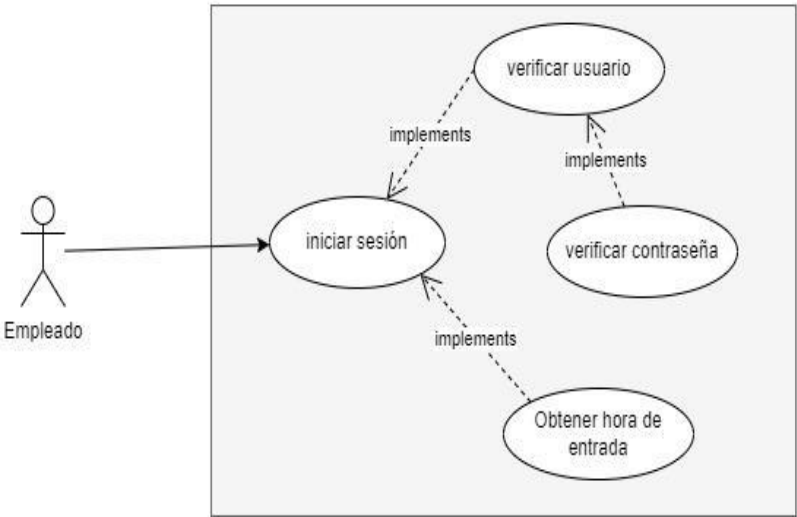 verificar usuario
implements
implements
iniciar sesión
verificar contraseña
Empleado
implements
Obtener hora de
entrada